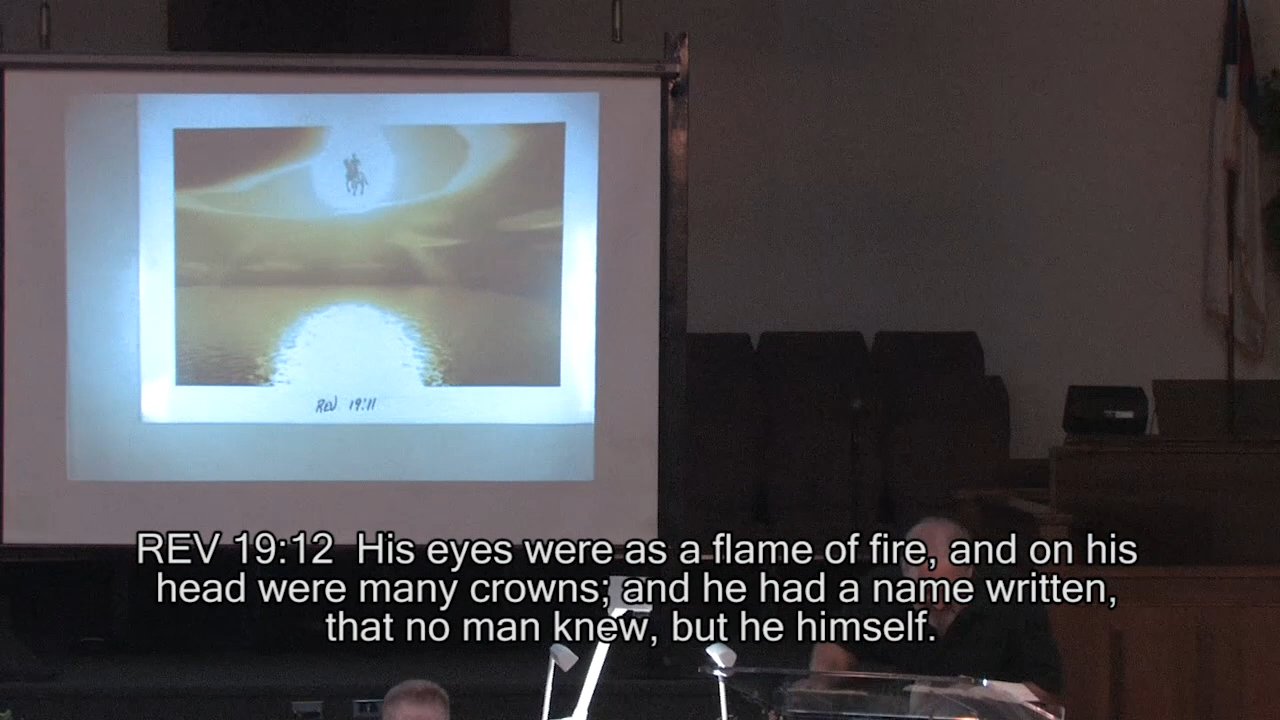 REV 19:11
REV 19:12 His eyes were as a flame of fire, and on his
head were many crowns; and he had a name written,
that no man knew, but he himself.